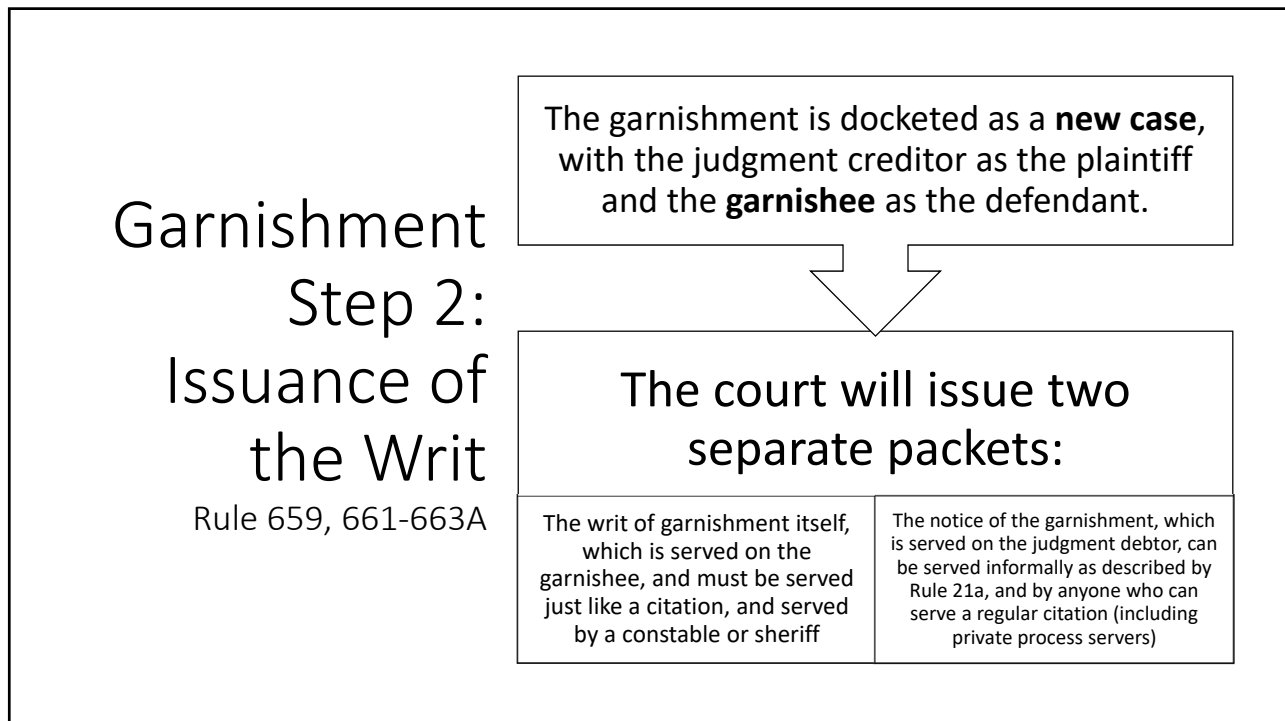 Garnishment
Step 2:
Issuance of
the Writ
Rule 659, 661-663A
The garnishment is docketed as a new case,
with the judgment creditor as the plaintiff
and the garnishee as the defendant.
The court will issue two
separate packets:
The writ of garnishment itself,
which is served on the
garnishee, and must be served
just like a citation, and served
by a constable or sheriff
The notice of the garnishment, which
is served on the judgment debtor, can
be served informally as described by
Rule 21a, and by anyone who can
serve a regular citation (including
private process servers)